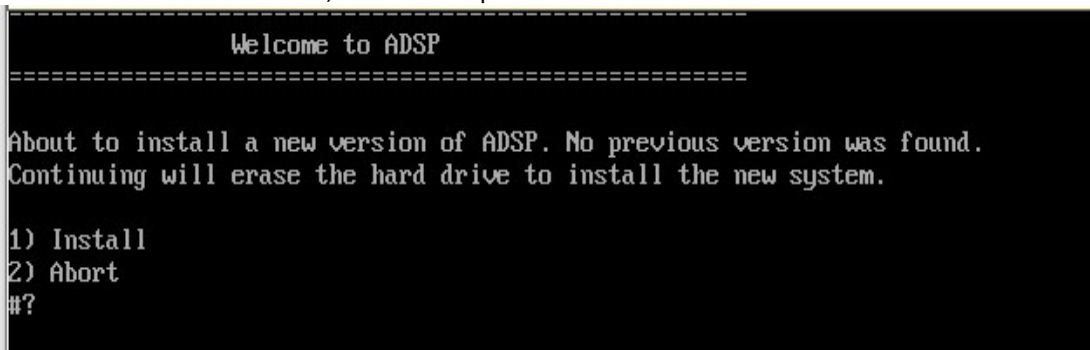 =====================================================
Welcome to ADSP
=====================================================
About to install a new version of ADSP. No previous version was found.
Continuing will erase the hard drive to install the new system.
1) Install
2) Abort
#?